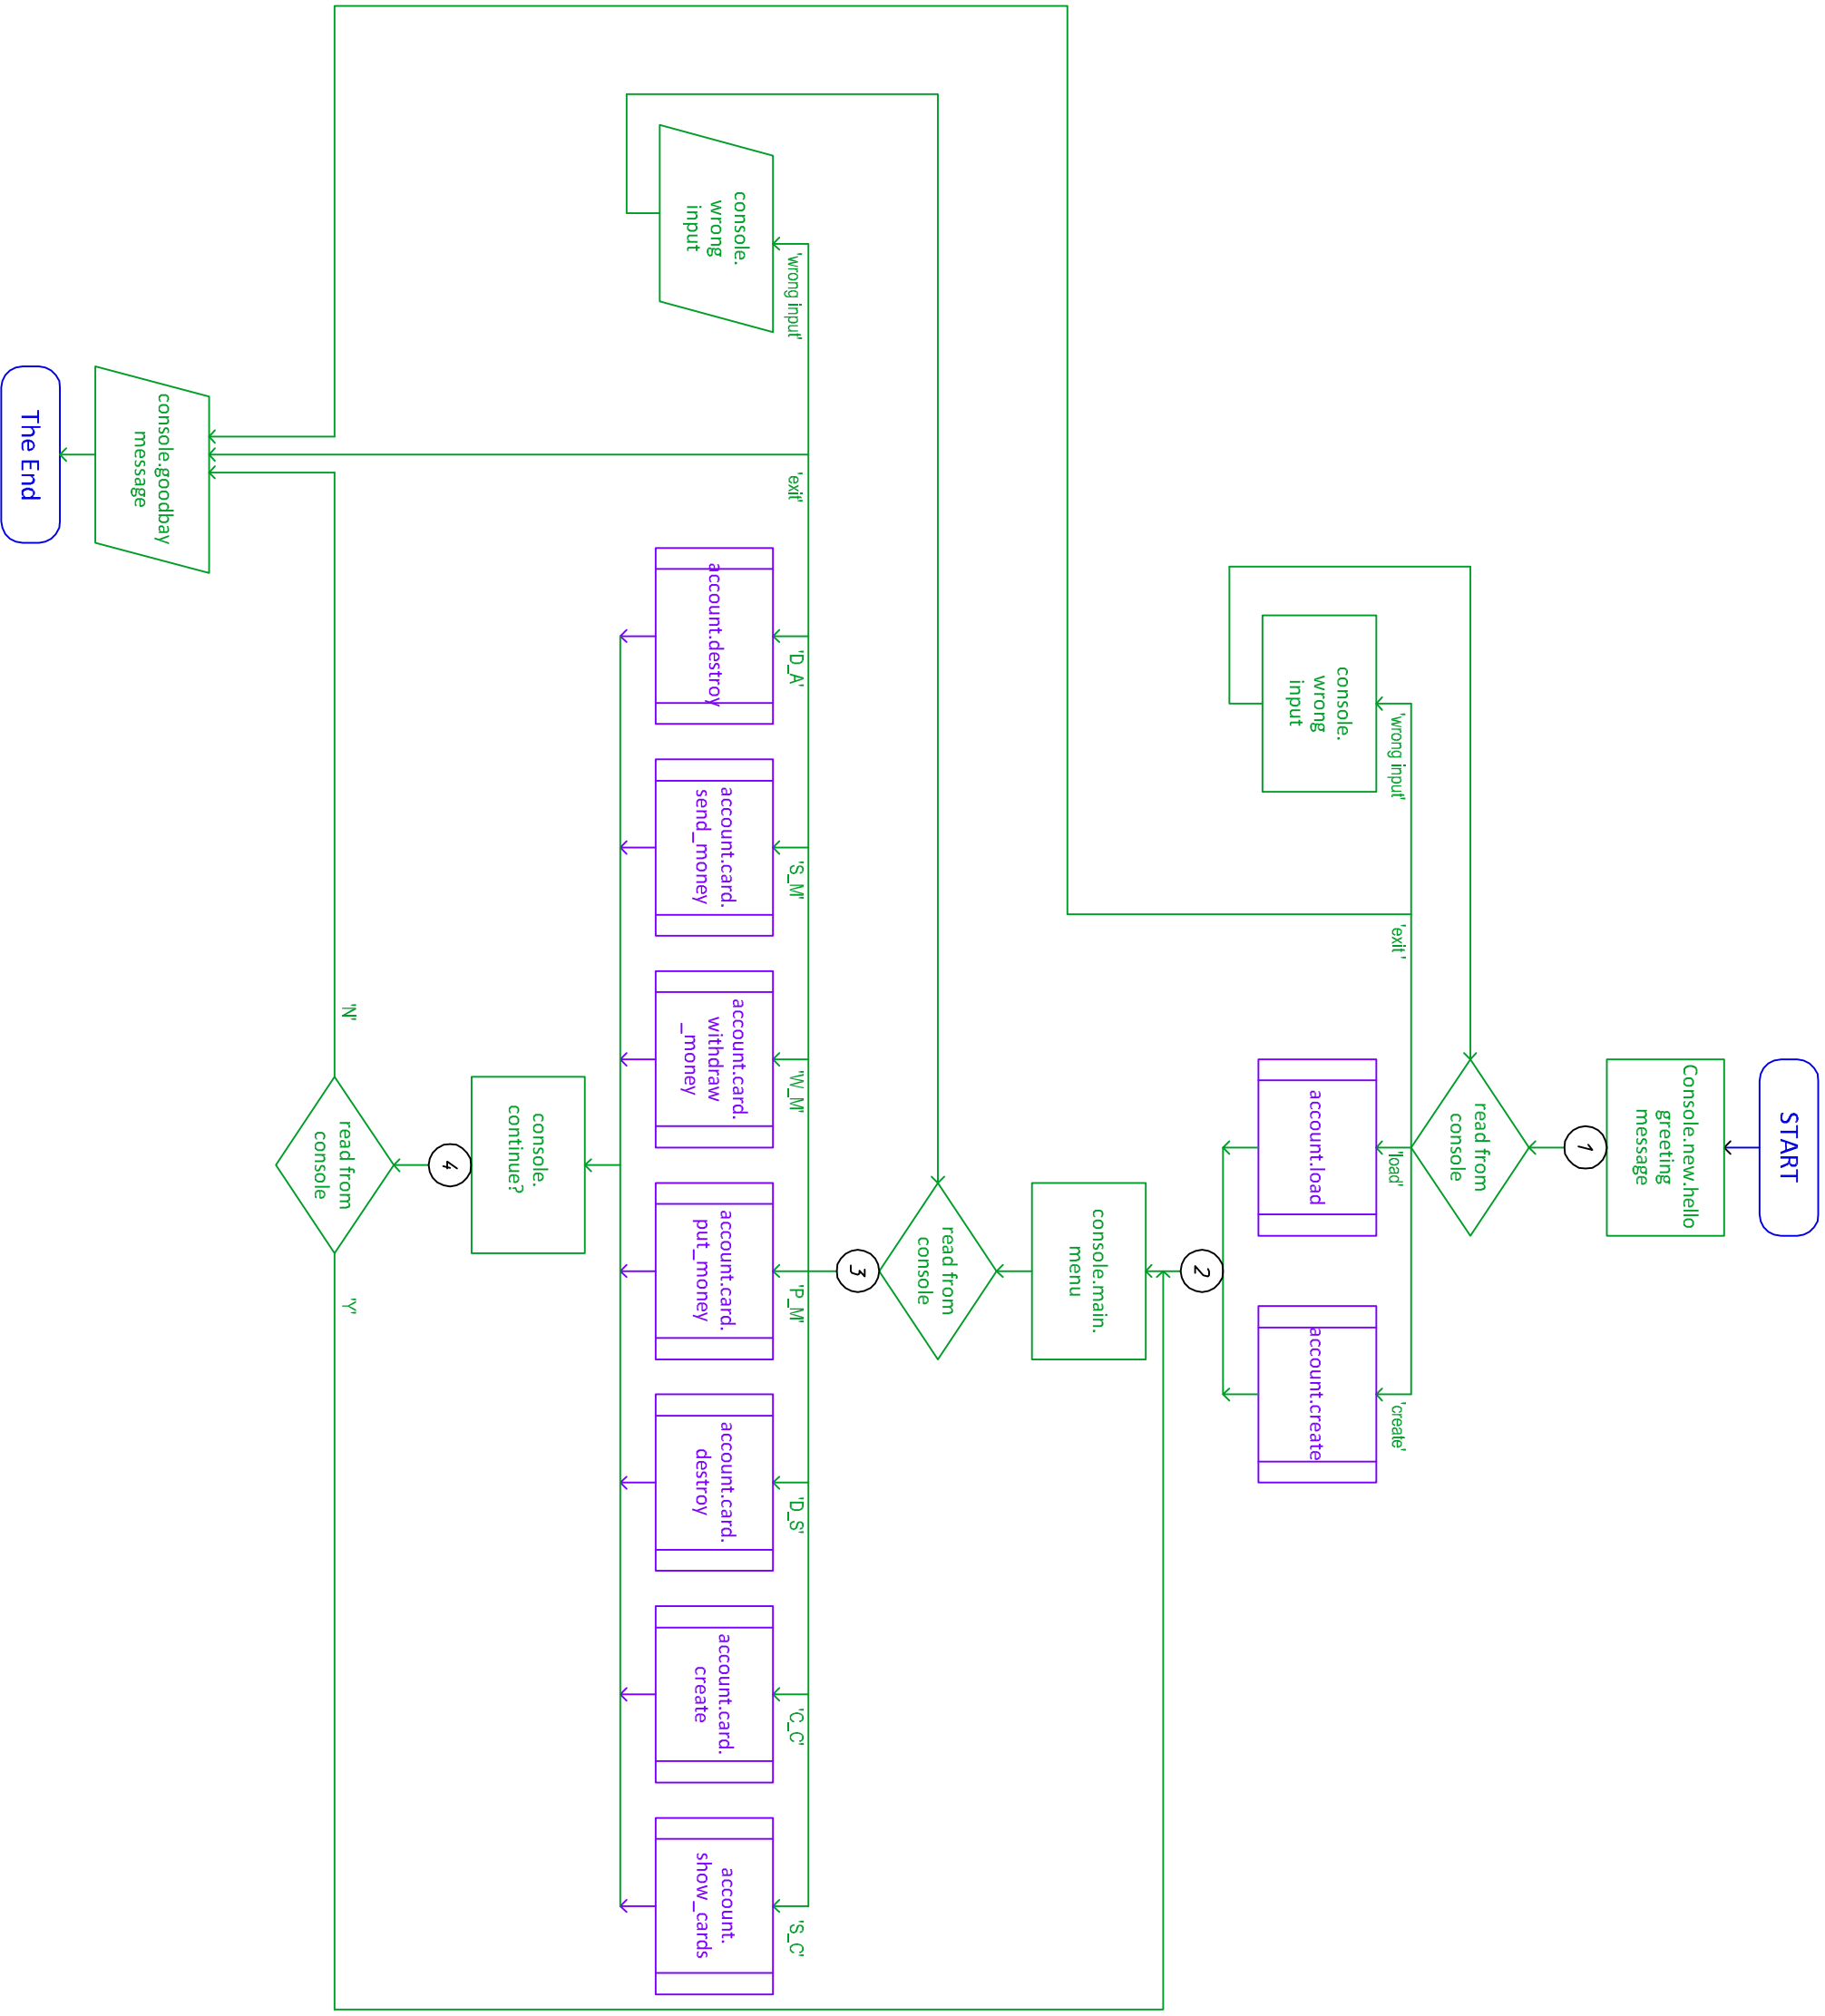 START
Console.new.hello
greeting
message
1
read from
console
'wrong input'
'exit '
'load'
'create'
console.
wrong
input
account.load
account.create
2
console.main.
menu
read from
console
3
'wrong input'
'exit'
'D_A'
'S_M'
'W_M'
'P_M'
'D_S'
'C_C'
'S_C'
console.
wrong
input
account.destroy
account.card.
send_money
account.card.
withdraw
_money
account.card.
put_money
account.card.
destroy
account.card.
create
account.
show_cards
console.
continue?
4
'N'
read from
console
'Y'
console.goodbay
message
The End